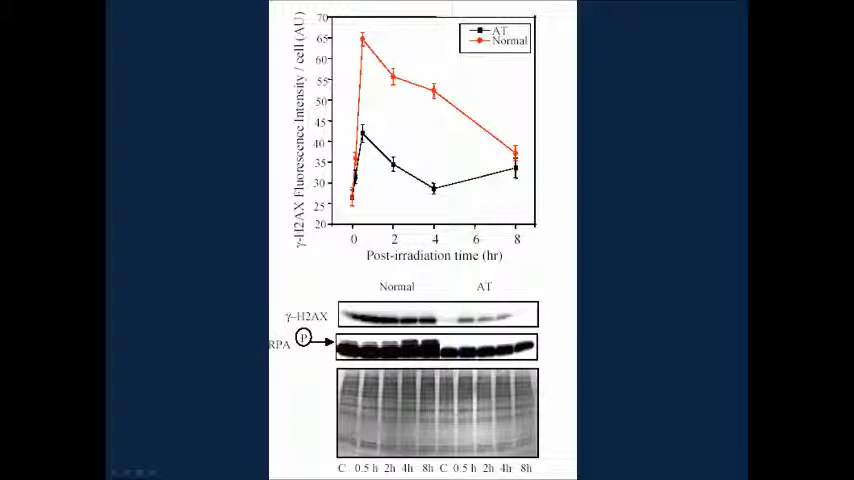 70
65
60
55
50
45
40
35
30
25
20
γ-H2AX Fluorescence Intensity / cell (AU)
AT
Normal
0 2 4 6 8
Post-irradiation time (hr)
Normal AT
γ-H2AX
P
RPA
C 0.5 h 2h 4h 8h C 0.5 h 2h 4h 8h